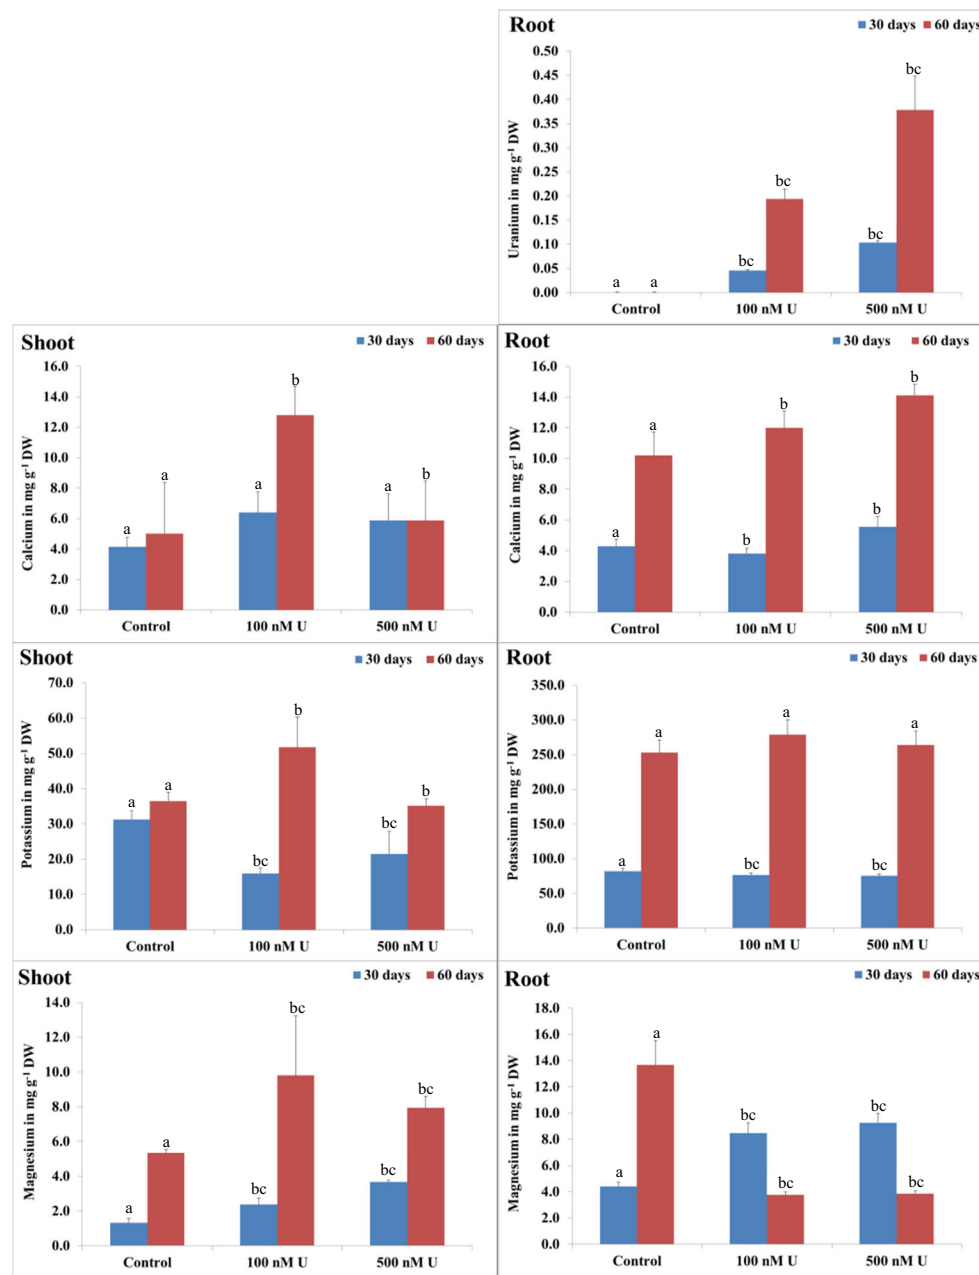 Root
30 days 60 days
Uranium in mg g-1 DW
0.50
0.45
0.40
0.35
0.30
0.25
0.20
0.15
0.10
0.05
0.00
a a bc bc bc bc
Control 100 nM U 500 nM U
Shoot
30 days 60 days
Calcium in mg g-1 DW
16.0
14.0
12.0
10.0
8.0
6.0
4.0
2.0
0.0
a a a b a b
Control 100 nM U 500 nM U
Root
30 days 60 days
Calcium in mg g-1 DW
16.0
14.0
12.0
10.0
8.0
6.0
4.0
2.0
0.0
a a b b b b
Control 100 nM U 500 nM U
Shoot
30 days 60 days
Potassium in mg g-1 DW
70.0
60.0
50.0
40.0
30.0
20.0
10.0
0.0
a a bc b bc b
Control 100 nM U 500 nM U
Root
30 days 60 days
Potassium in mg g-1 DW
350.0
300.0
250.0
200.0
150.0
100.0
50.0
0.0
a a bc a bc a
Control 100 nM U 500 nM U
Shoot
30 days 60 days
Magnesium in mg g-1 DW
14.0
12.0
10.0
8.0
6.0
4.0
2.0
0.0
a a bc bc bc bc
Control 100 nM U 500 nM U
Root
30 days 60 days
Magnesium in mg g-1 DW
18.0
16.0
14.0
12.0
10.0
8.0
6.0
4.0
2.0
0.0
a a bc bc bc bc
Control 100 nM U 500 nM U